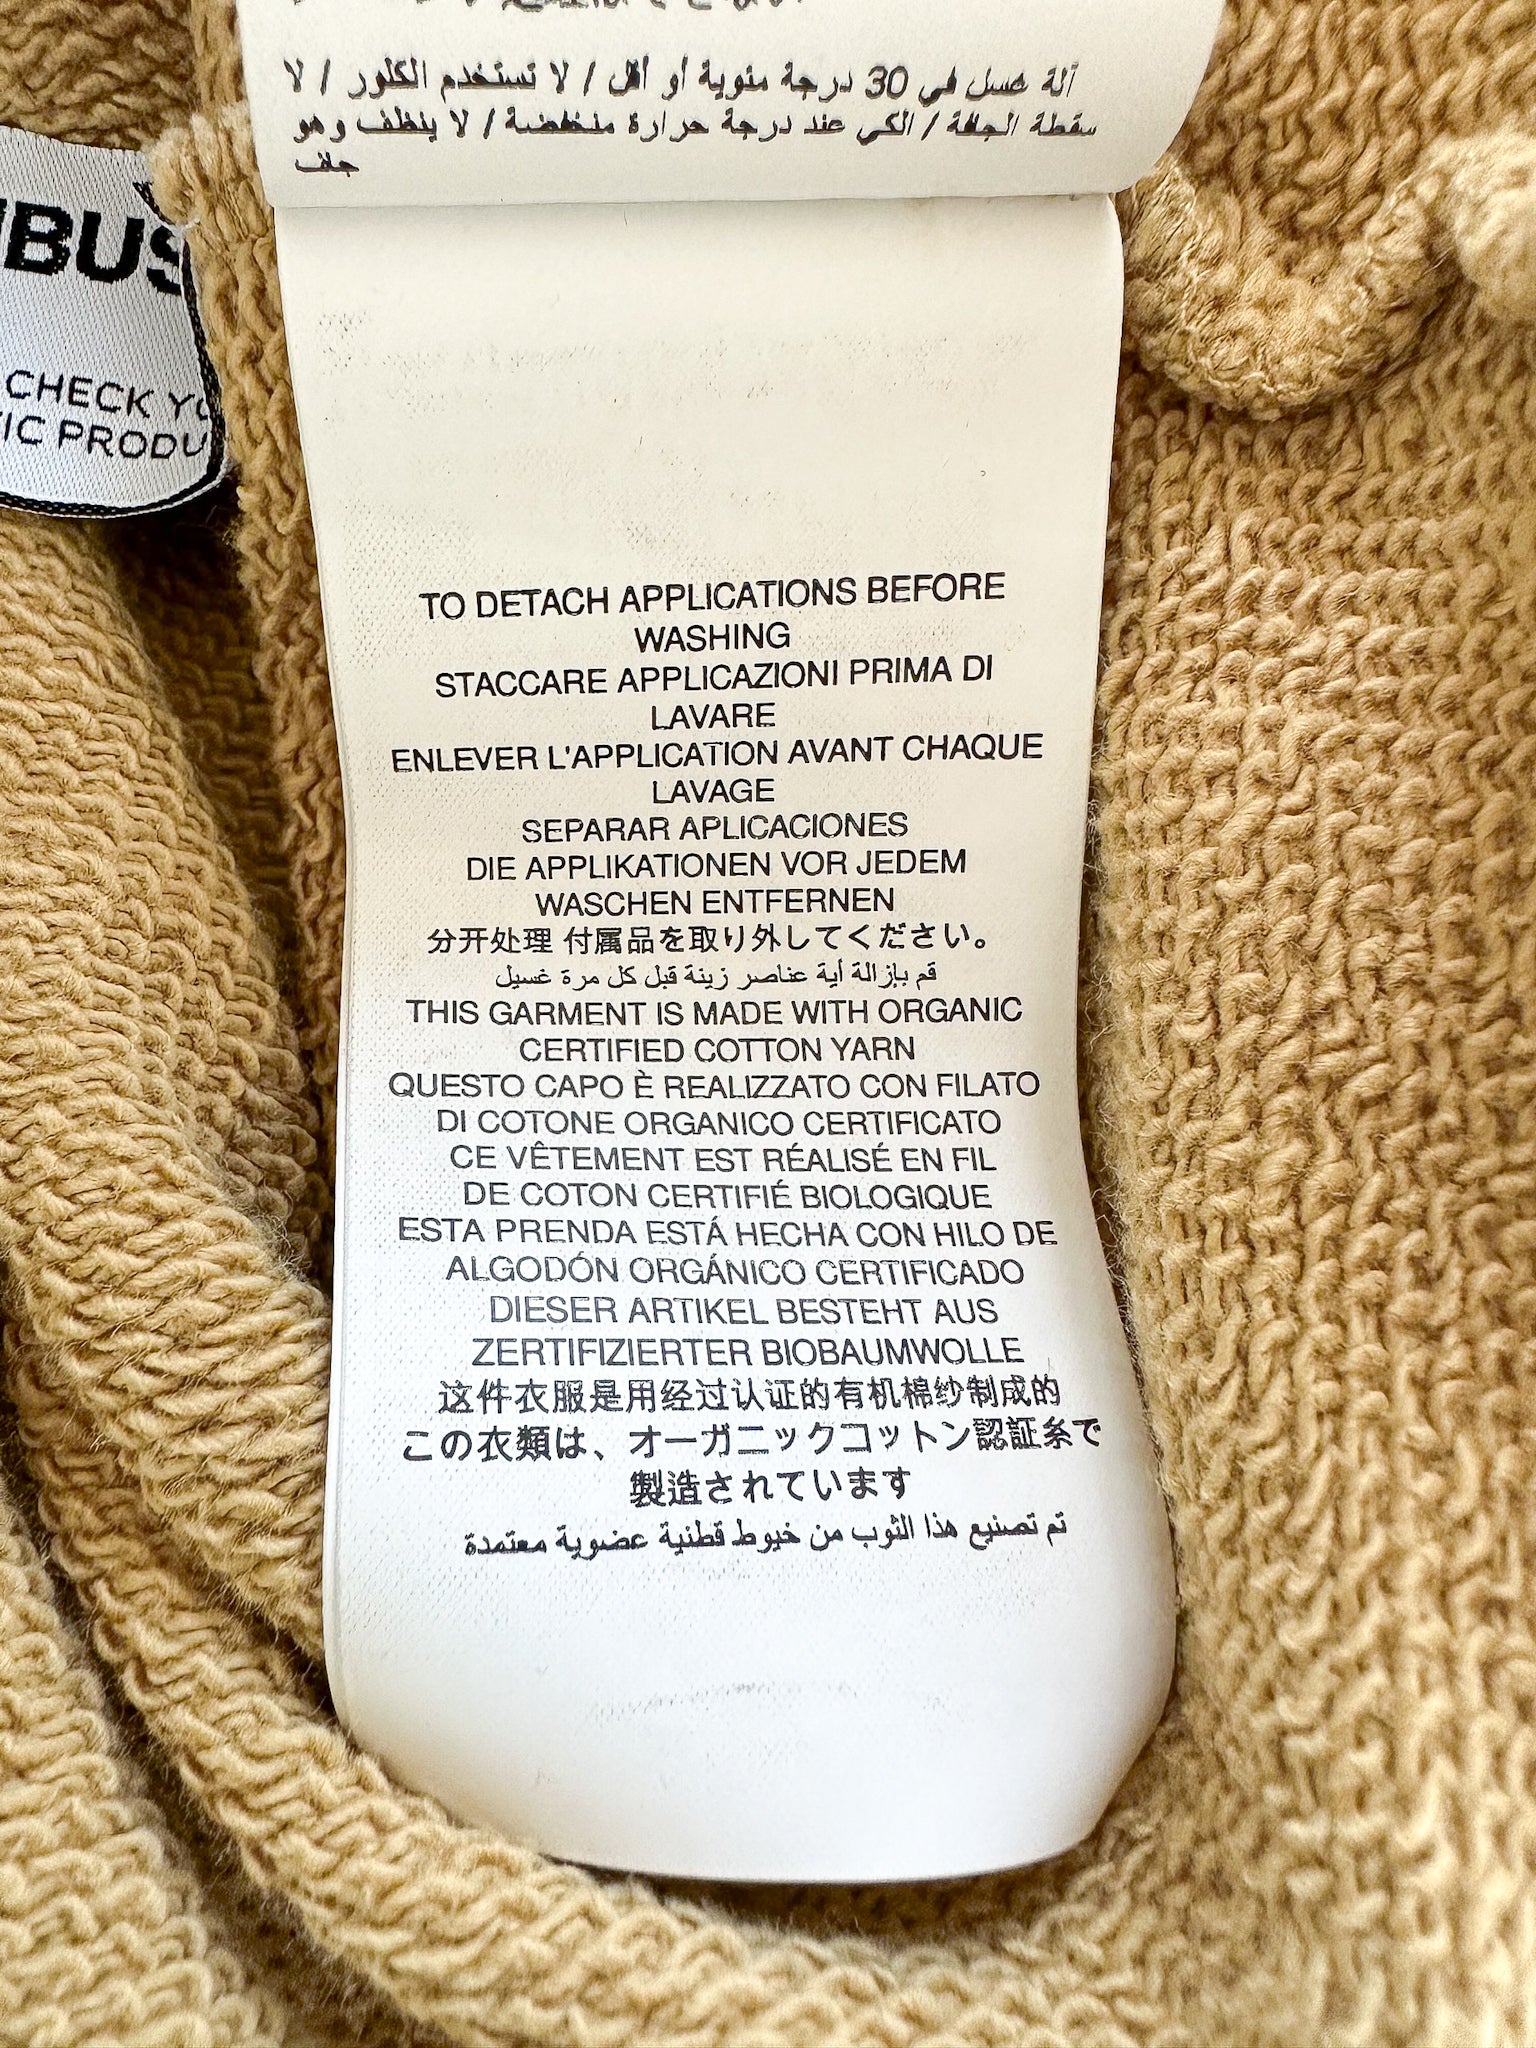 آلة غسل في 30 درجة مئوية أو أقل / لا تستخدم الكلور / لا
سقطة الجافة / الكي عند درجة حرارة منخفضة / لا ينظف وهو
جاف
BUS
CHECK
IC PRODU
TO DETACH APPLICATIONS BEFORE
WASHING
STACCARE APPLICAZIONI PRIMA DI
LAVARE
ENLEVER L'APPLICATION AVANT CHAQUE
LAVAGE
SEPARAR APLICACIONES
DIE APPLIKATIONEN VOR JEDEM
WASCHEN ENTFERNEN
分开处理 付属品を取り外してください。
قم بإزالة أية عناصر زينة قبل كل مرة غسيل
THIS GARMENT IS MADE WITH ORGANIC
CERTIFIED COTTON YARN
QUESTO CAPO È REALIZZATO CON FILATO
DI COTONE ORGANICO CERTIFICATO
CE VÊTEMENT EST RÉALISÉ EN FIL
DE COTON CERTIFIÉ BIOLOGIQUE
ESTA PRENDA ESTÁ HECHA CON HILO DE
ALGODÓN ORGÁNICO CERTIFICADO
DIESER ARTIKEL BESTEHT AUS
ZERTIFIZIERTER BIOBAUMWOLLE
这件衣服是用经过认证的有机棉纱制成的
この衣類は、オーガニックコットン認証糸で
製造されています
تم تصنيع هذا الثوب من خيوط قطنية عضوية معتمدة